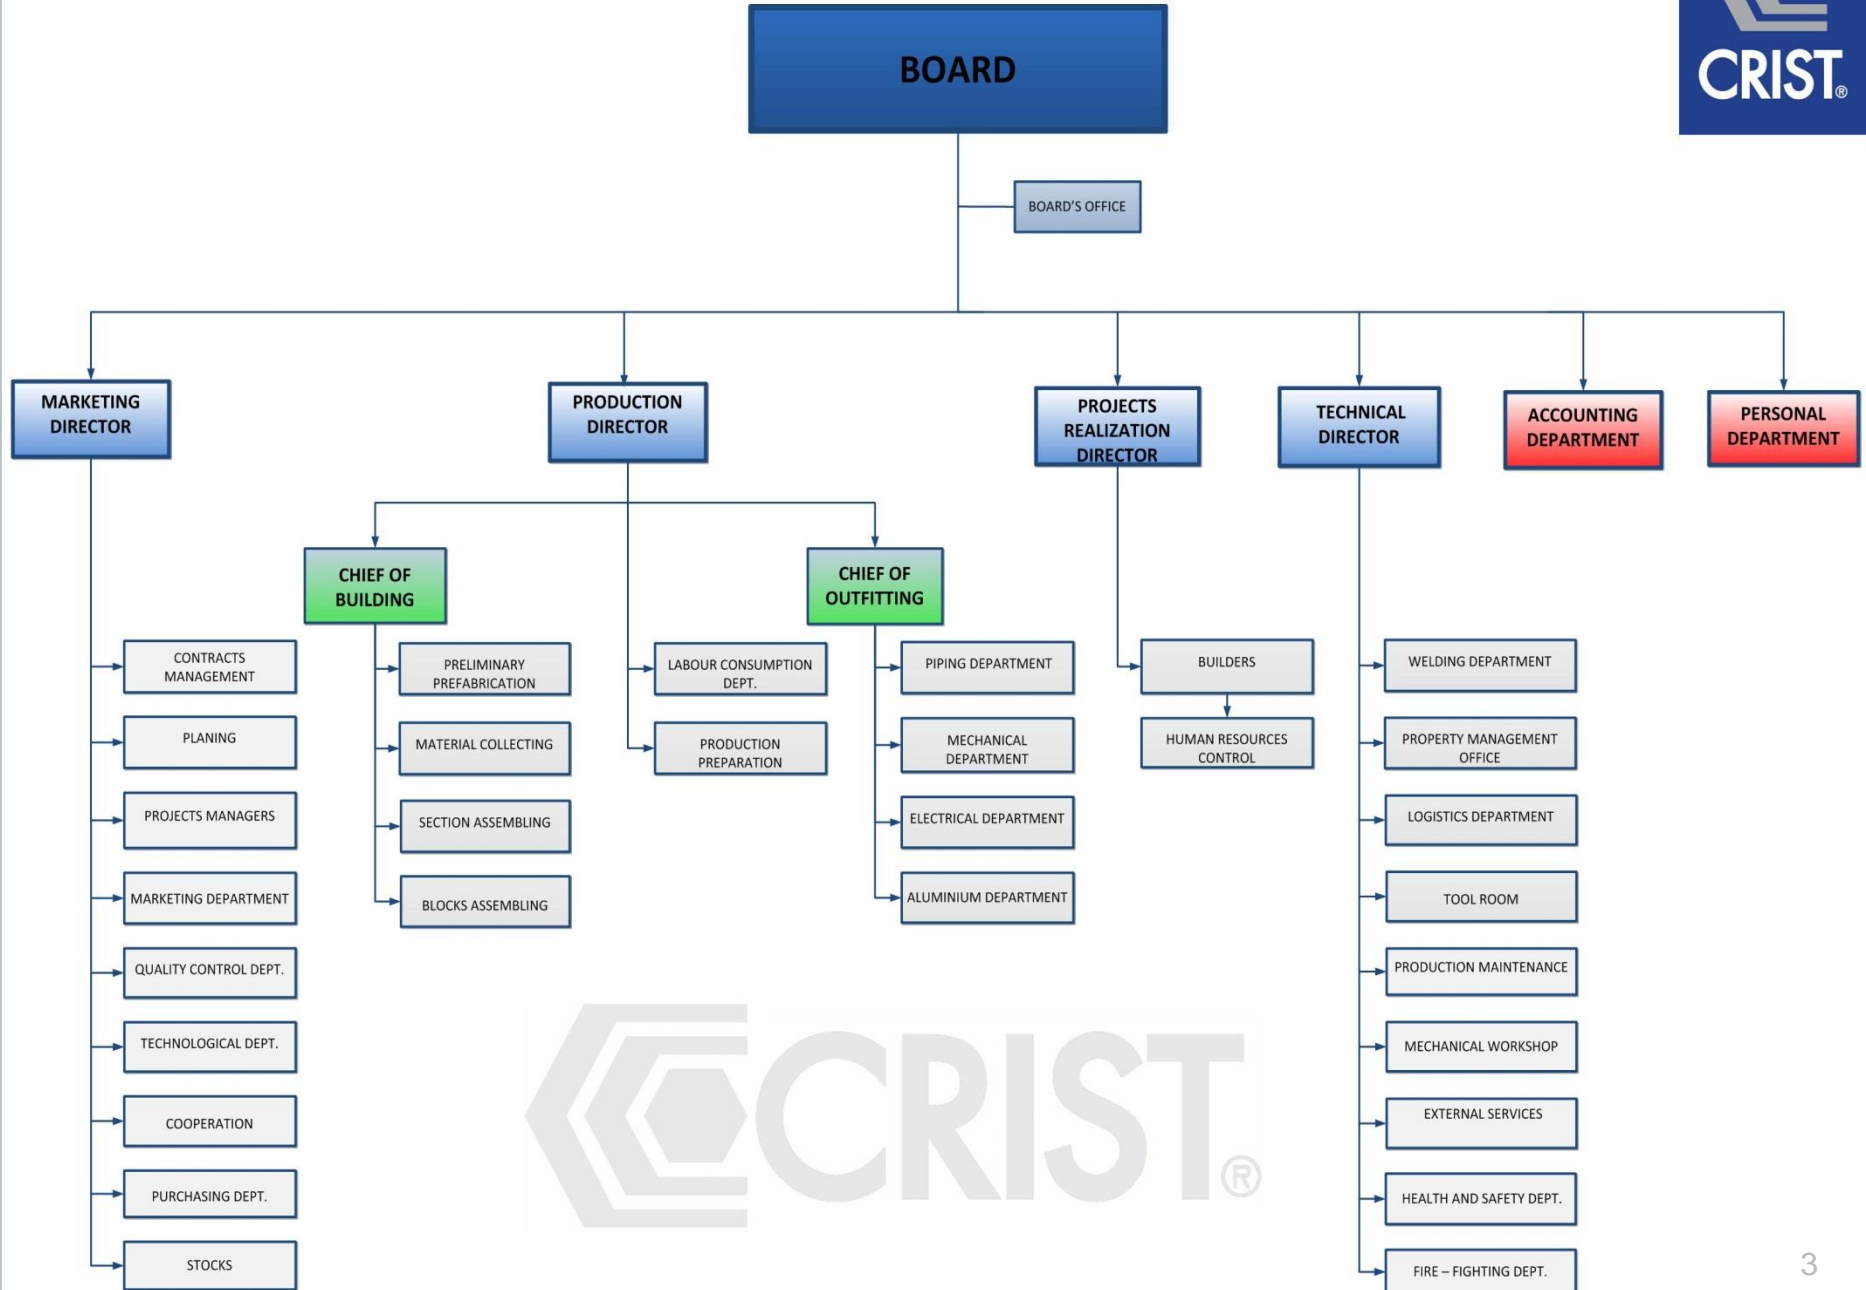 BOARD
CRIST®
BOARD'S OFFICE
MARKETING
DIRECTOR
PRODUCTION
DIRECTOR
PROJECTS
REALIZATION
DIRECTOR
TECHNICAL
DIRECTOR
ACCOUNTING
DEPARTMENT
PERSONAL
DEPARTMENT
CHIEF OF
BUILDING
CHIEF OF
OUTFITTING
CONTRACTS
MANAGEMENT
PLANING
PROJECTS MANAGERS
MARKETING DEPARTMENT
QUALITY CONTROL DEPT.
TECHNOLOGICAL DEPT.
COOPERATION
PURCHASING DEPT.
STOCKS
PRELIMINARY
PREFABRICATION
MATERIAL COLLECTING
SECTION ASSEMBLING
BLOCKS ASSEMBLING
LABOUR CONSUMPTION
DEPT.
PRODUCTION
PREPARATION
PIPING DEPARTMENT
MECHANICAL
DEPARTMENT
ELECTRICAL DEPARTMENT
ALUMINIUM DEPARTMENT
BUILDERS
HUMAN RESOURCES
CONTROL
WELDING DEPARTMENT
PROPERTY MANAGEMENT
OFFICE
LOGISTICS DEPARTMENT
TOOL ROOM
PRODUCTION MAINTENANCE
MECHANICAL WORKSHOP
EXTERNAL SERVICES
HEALTH AND SAFETY DEPT.
FIRE – FIGHTING DEPT.
CRIST®
3